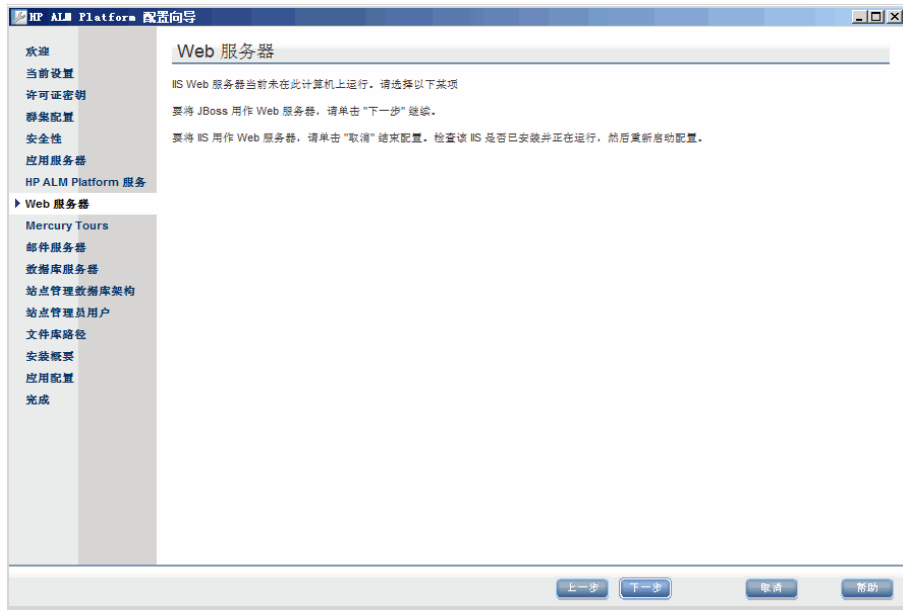 HP ALM Platform 配置向导
欢迎
当前设置
许可证密钥
群集配置
安全性
应用服务器
HP ALM Platform 服务
Web 服务器
Mercury Tours
邮件服务器
数据库服务器
站点管理数据库架构
站点管理员用户
文件库路径
安装概要
应用配置
完成
Web 服务器
IIS Web 服务器当前未在此计算机上运行。请选择以下某项
要将 JBoss 用作 Web 服务器，请单击 "下一步" 继续。
要将 IIS 用作 Web 服务器，请单击 "取消" 结束配置。检查该 IIS 是否已安装并正在运行，然后重新启动配置。
上一步 下一步 取消 帮助